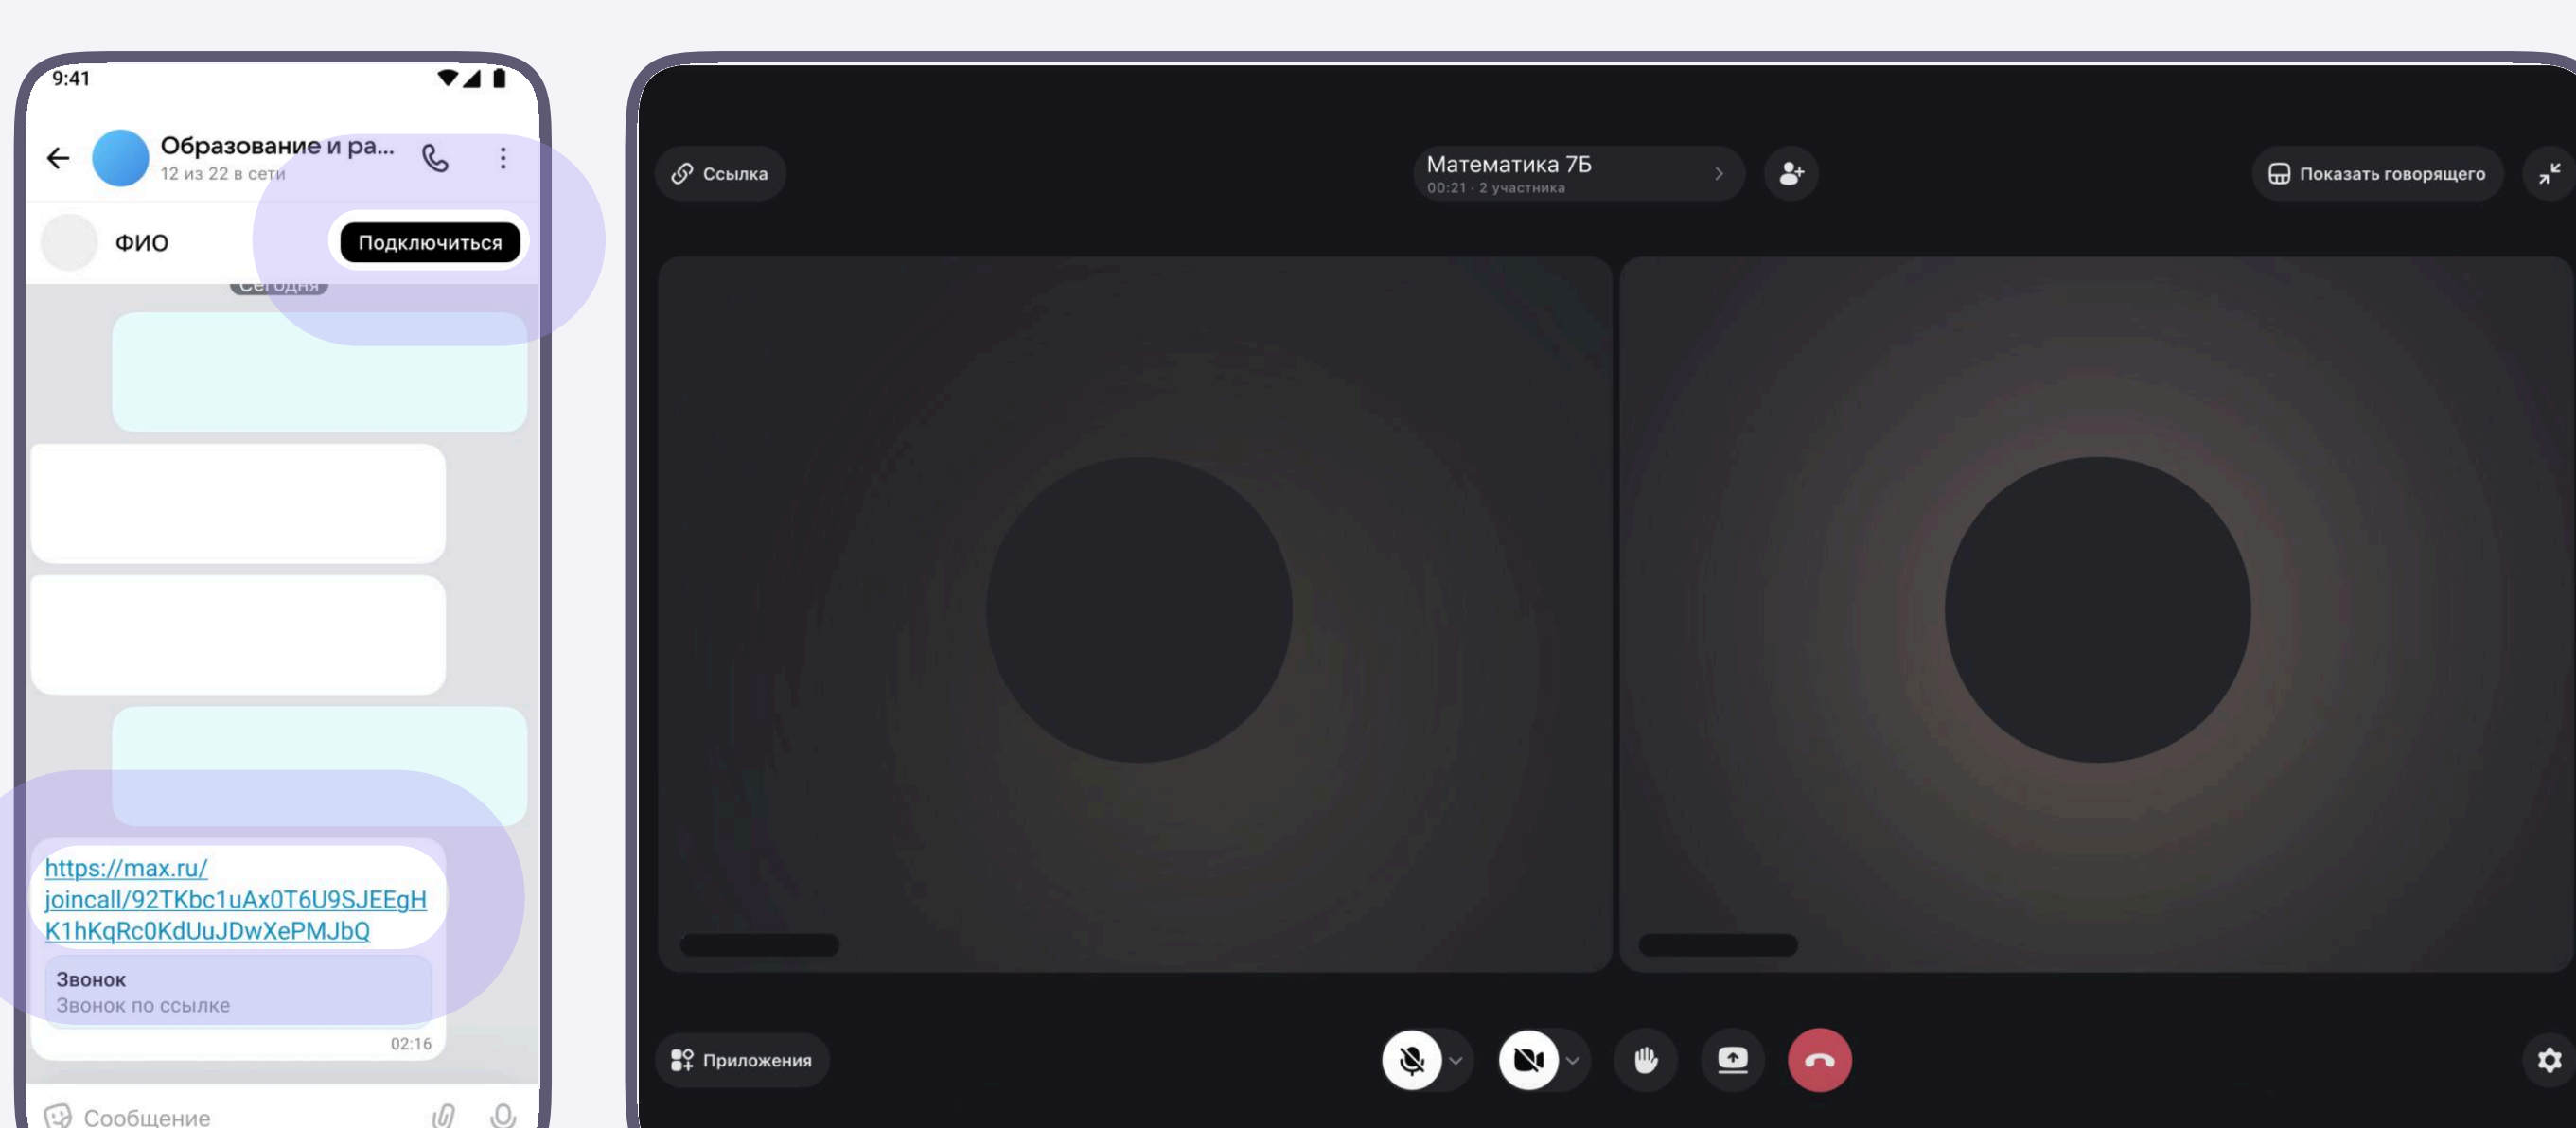 9:41
Образование и ра...
12 из 22 в сети
ФИО
Подключиться
Сегодня
https://max.ru/
joincall/92TKbc1uAx0T6U9SJEEgH
K1hKqRc0KdUuJDwXePMJbQ
Звонок
Звонок по ссылке
02:16
Сообщение
Ссылка
Математика 7Б
00:21 · 2 участника
Показать говорящего
Приложения